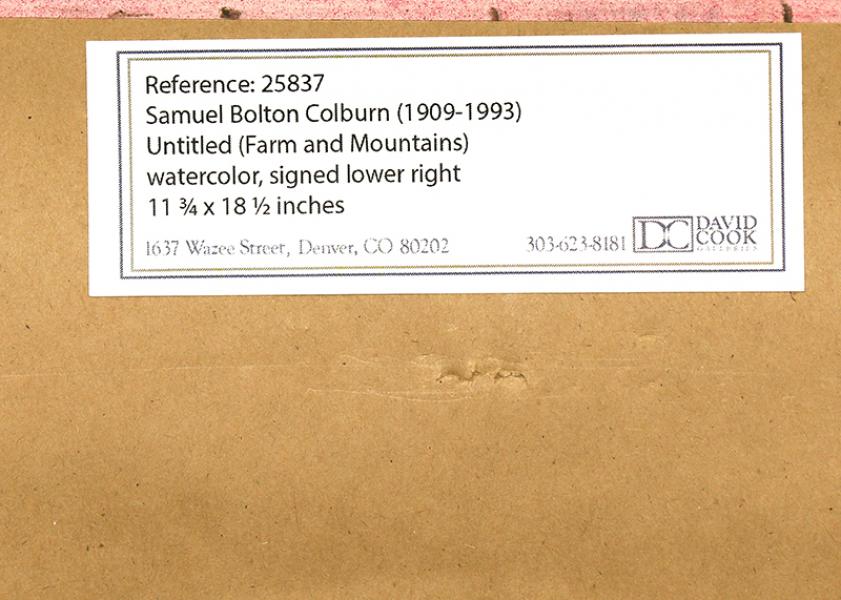 Reference: 25837
Samuel Bolton Colburn (1909-1993)
Untitled (Farm and Mountains)
watercolor, signed lower right
11 ¾ x 18 ½ inches
1637 Wazee Street, Denver, CO 80202
303-623-8181
DC
DAVID
COOK
GALLERIES